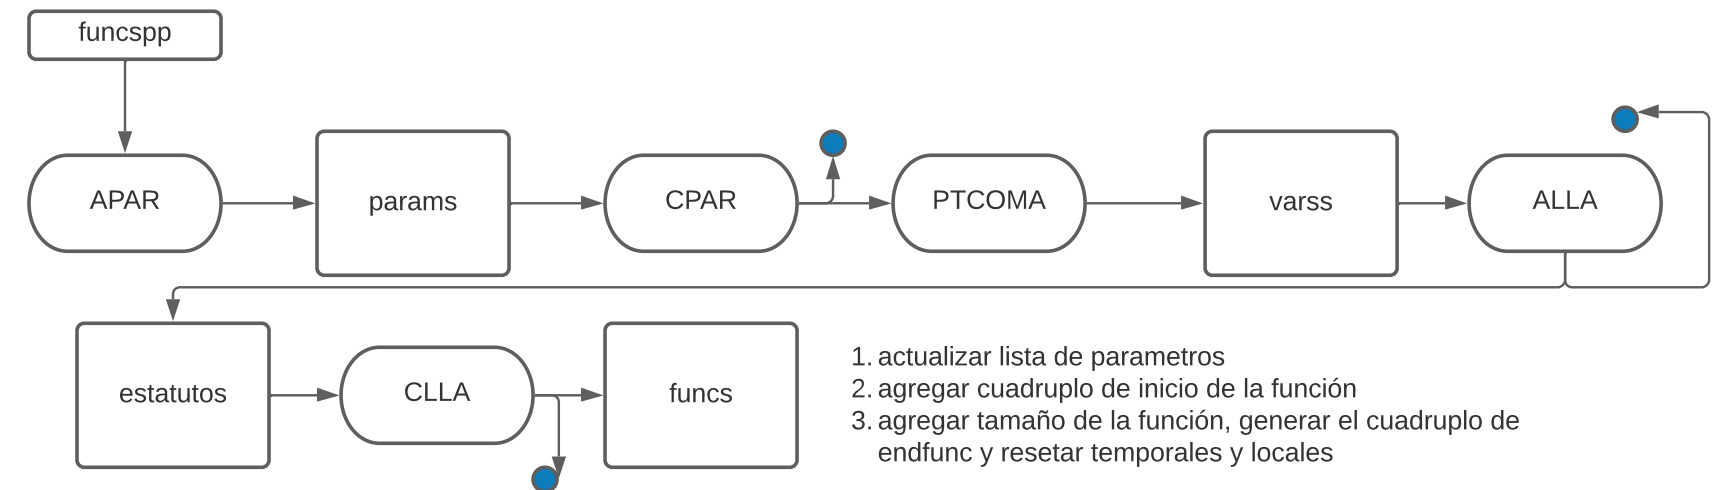 funcspp
APAR
params
CPAR
PTCOMA
varss
ALLA
estatutos
CLLA
funcs
1. actualizar lista de parametros
2. agregar cuadruplo de inicio de la función
3. agregar tamaño de la función, generar el cuadruplo de
endfunc y resetar temporales y locales